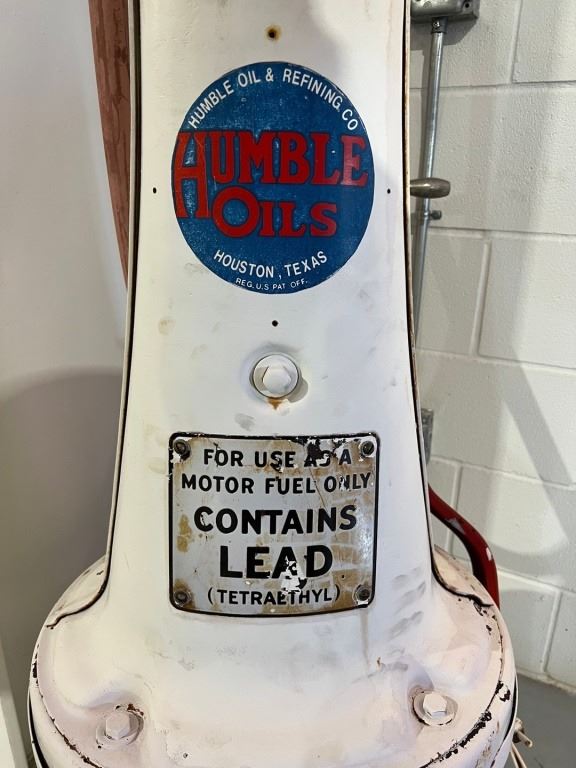 HUMBLE OIL & REFINING CO
HUMBLE
OILS
HOUSTON, TEXAS
REG. U.S PAT OFF.
FOR USE AS A
MOTOR FUEL ONLY
CONTAINS
LEAD
(TETRAETHYL)